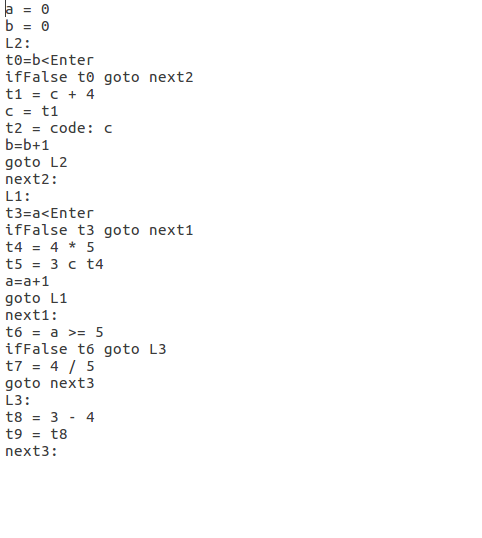 a = 0
b = 0
L2:
t0=b<Enter
ifFalse t0 goto next2
t1 = c + 4
c = t1
t2 = code: c
b=b+1
goto L2
next2:
L1:
t3=a<Enter
ifFalse t3 goto next1
t4 = 4 * 5
t5 = 3 c t4
a=a+1
goto L1
next1:
t6 = a >= 5
ifFalse t6 goto L3
t7 = 4 / 5
goto next3
L3:
t8 = 3 - 4
t9 = t8
next3: